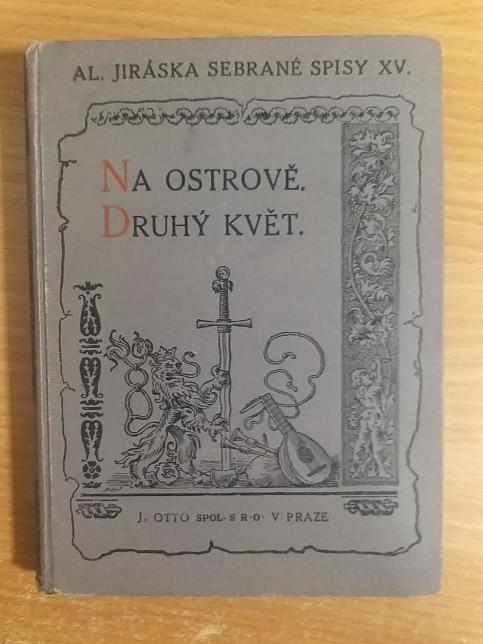 AL. JIRÁSKA SEBRANÉ SPISY XV.
NA OSTROVĚ.
DRUHÝ KVĚT.
J. OTTO SPOL· S R·O· V PRAZE